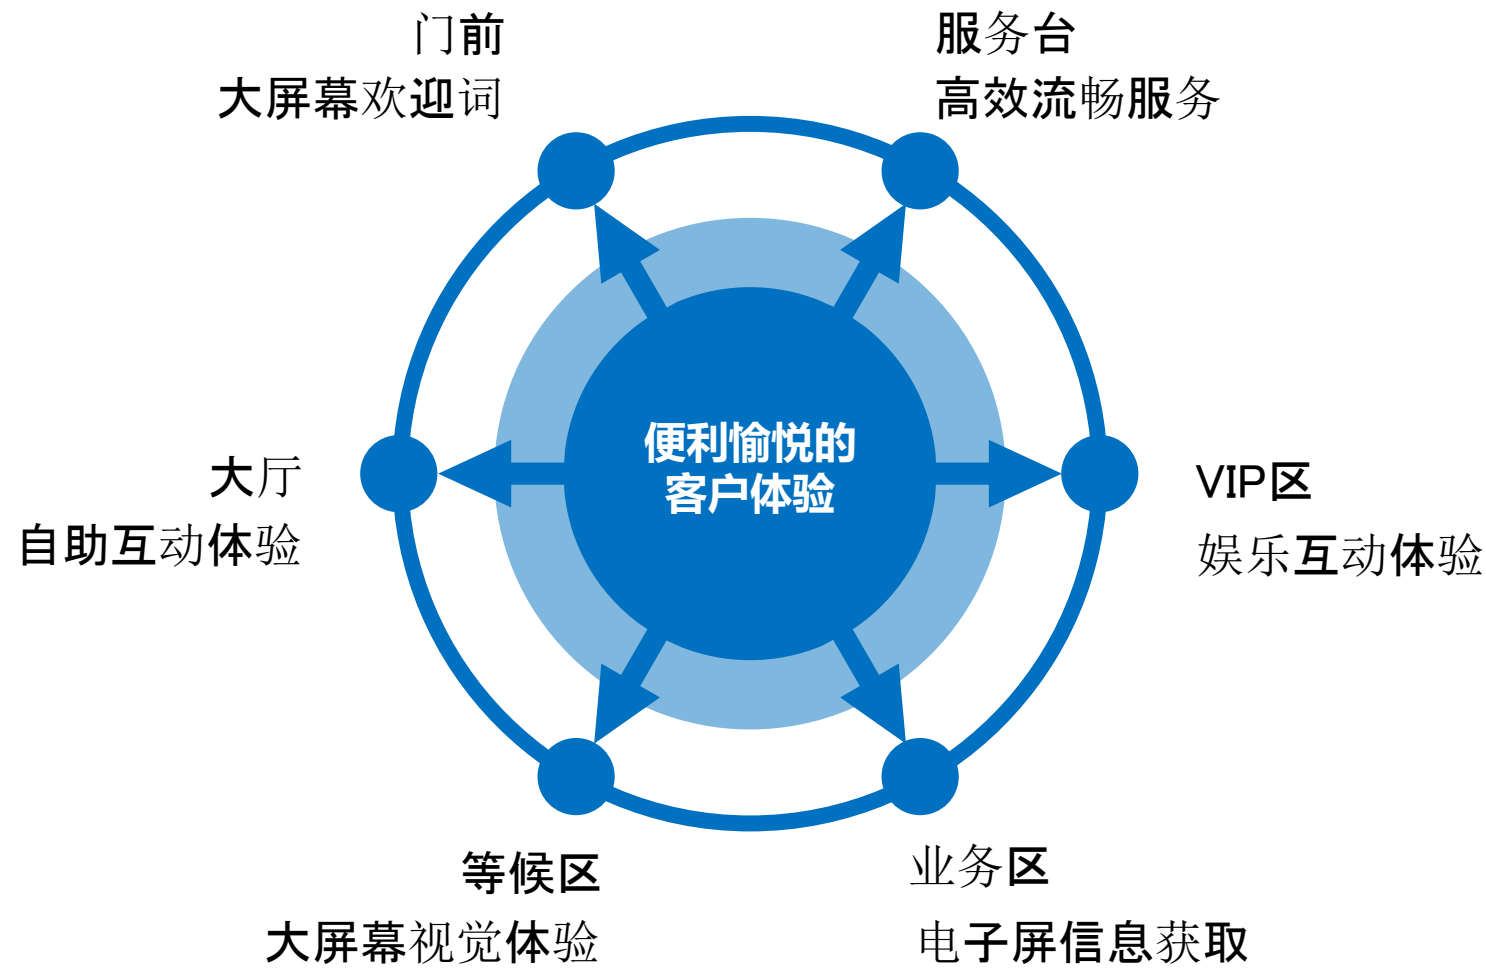 门前
大屏幕欢迎词
服务台
高效流畅服务
便利愉悦的
客户体验
大厅
自助互动体验
VIP区
娱乐互动体验
等候区
大屏幕视觉体验
业务区
电子屏信息获取